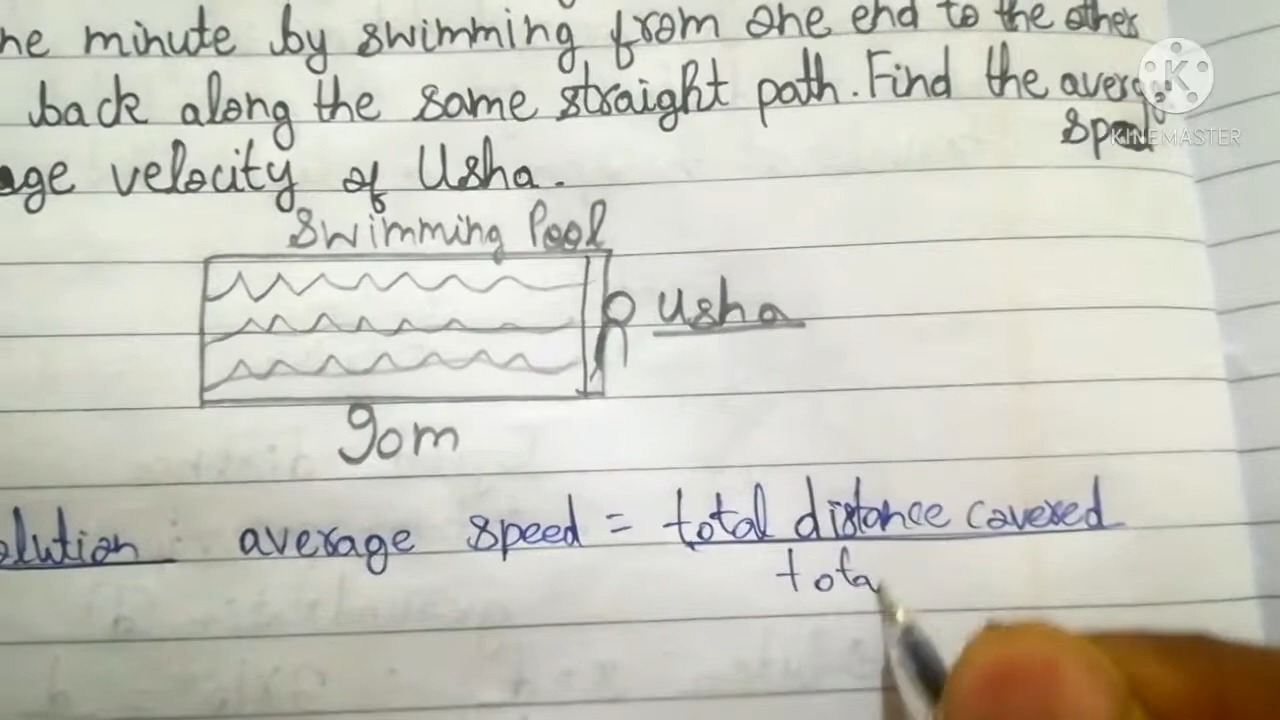 ne minute by swimming from one end to the other
back along the same straight path. Find the average
speed
age velocity of Usha.
Swimming Pool
Usha
90m
olution average speed = total distance covered
tota
KINEMASTER